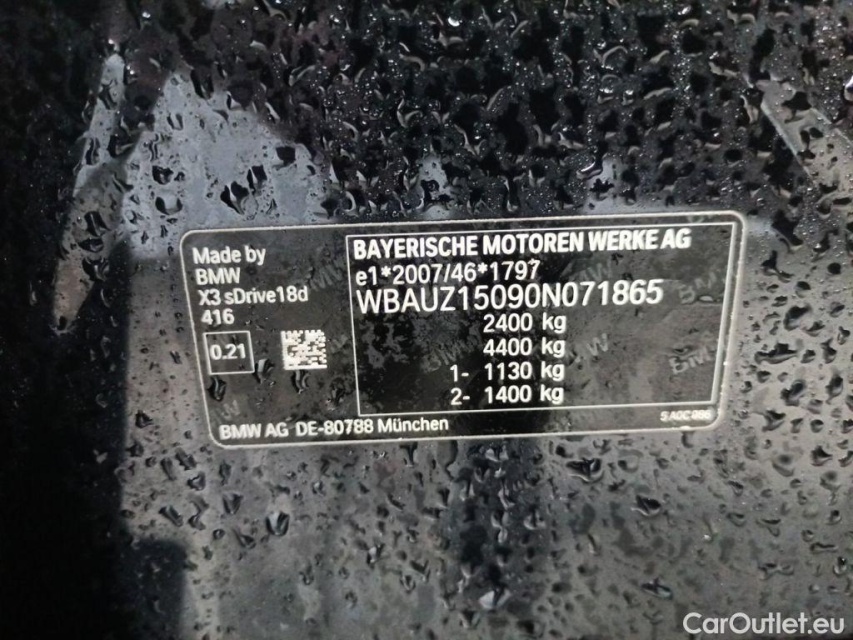 Made by
BMW
X3 sDrive18d
416
0.21
BAYERISCHE MOTOREN WERKE AG
e1*2007/46*1797
WBAUZ15090N071865
2400 kg
4400 kg
1- 1130 kg
2- 1400 kg
BMW AG DE-80788 München
CarOutlet.eu